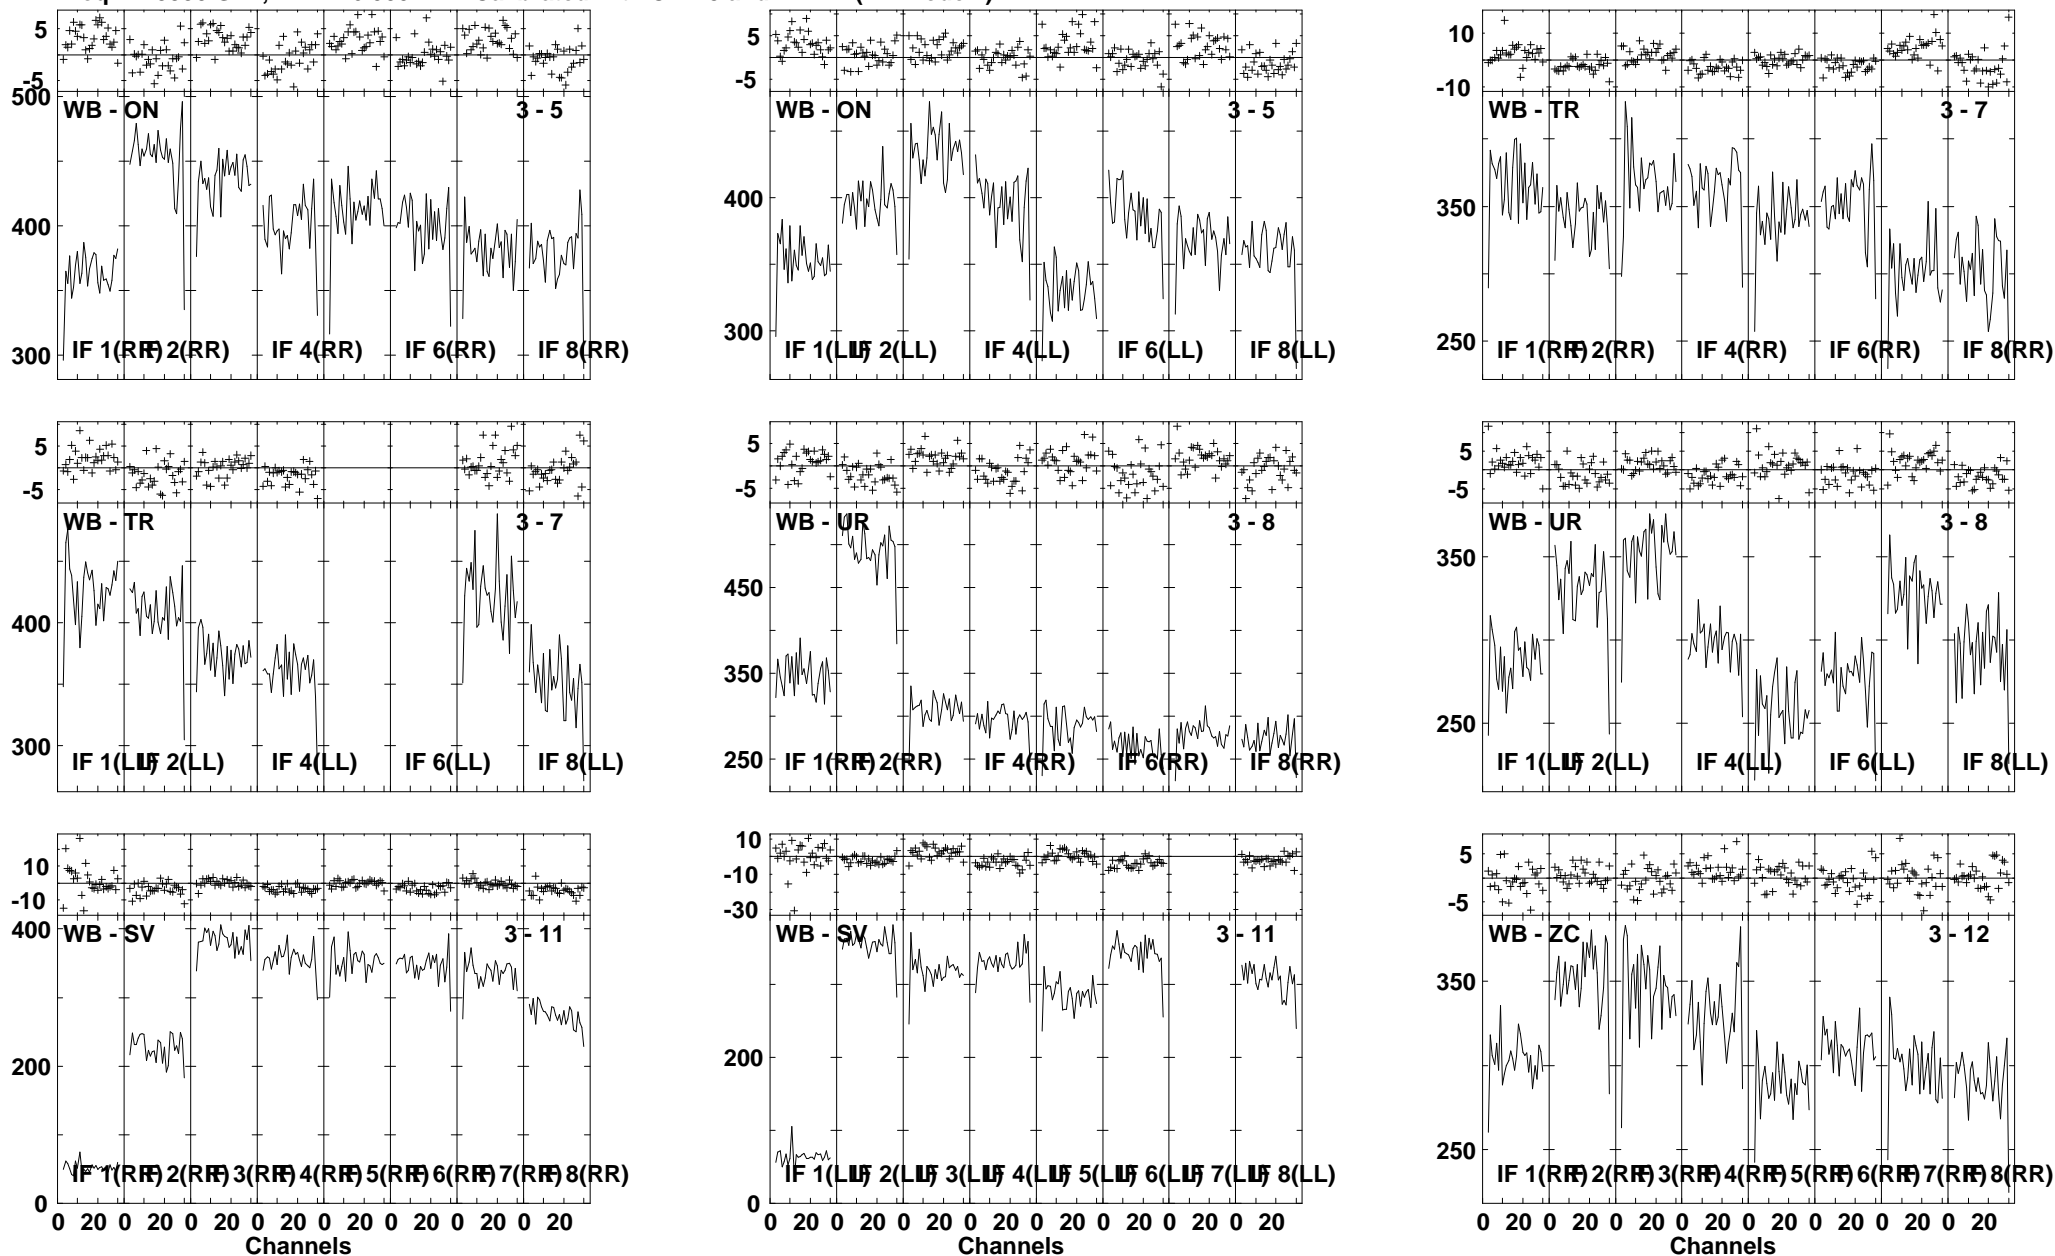 5 5 10
-5 -5 -10
500 WB - ON 3 - 5 WB - ON 3 - 5 WB - TR 3 - 7
400 400 350
300 300 250
IF 1(RR) IF 2(RR) IF 4(RR) IF 6(RR) IF 8(RR) IF 1(LL) IF 2(LL) IF 4(LL) IF 6(LL) IF 8(LL) IF 1(RR) IF 2(RR) IF 4(RR) IF 6(RR) IF 8(RR)
5 5 5
-5 -5 -5
WB - TR 3 - 7 WB - UR 3 - 8 WB - UR 3 - 8
400 450 350
350
300 250 250
IF 1(LL) IF 2(LL) IF 4(LL) IF 6(LL) IF 8(LL) IF 1(RR) IF 2(RR) IF 4(RR) IF 6(RR) IF 8(RR) IF 1(LL) IF 2(LL) IF 4(LL) IF 6(LL) IF 8(LL)
10 10 5
-10 -10 -5
-30
400 WB - SV 3 - 11 WB - SV 3 - 11 WB - ZC 3 - 12
350
200 200
250
IF 1(RR) IF 2(RR) IF 3(RR) IF 4(RR) IF 5(RR) IF 6(RR) IF 7(RR) IF 8(RR) IF 1(LL) IF 2(LL) IF 3(LL) IF 4(LL) IF 5(LL) IF 6(LL) IF 7(LL) IF 8(LL) IF 1(RR) IF 2(RR) IF 3(RR) IF 4(RR) IF 5(RR) IF 6(RR) IF 7(RR) IF 8(RR)
0 0
0 20 0 20 0 20 0 20 0 20 0 20 0 20 0 20 0 20 0 20 0 20 0 20 0 20 0 20 0 20 0 20 0 20 0 20 0 20 0 20 0 20 0 20 0 20 0 20
Channels Channels Channels